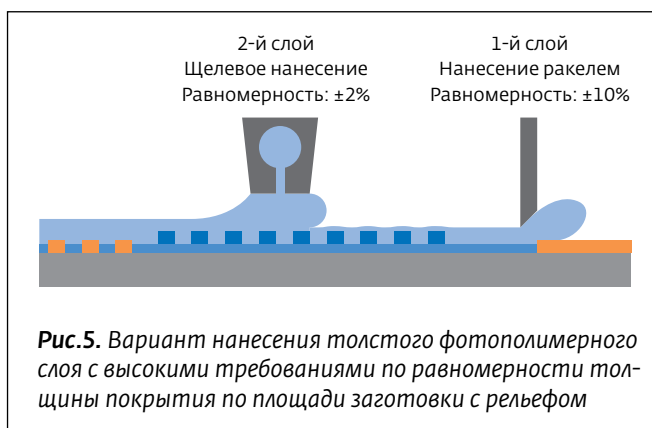 2-й слой
Щелевое нанесение
Равномерность: ±2%
1-й слой
Нанесение ракелем
Равномерность: ±10%
Рис.5. Вариант нанесения толстого фотополимерного
слоя с высокими требованиями по равномерности тол-
щины покрытия по площади заготовки с рельефом